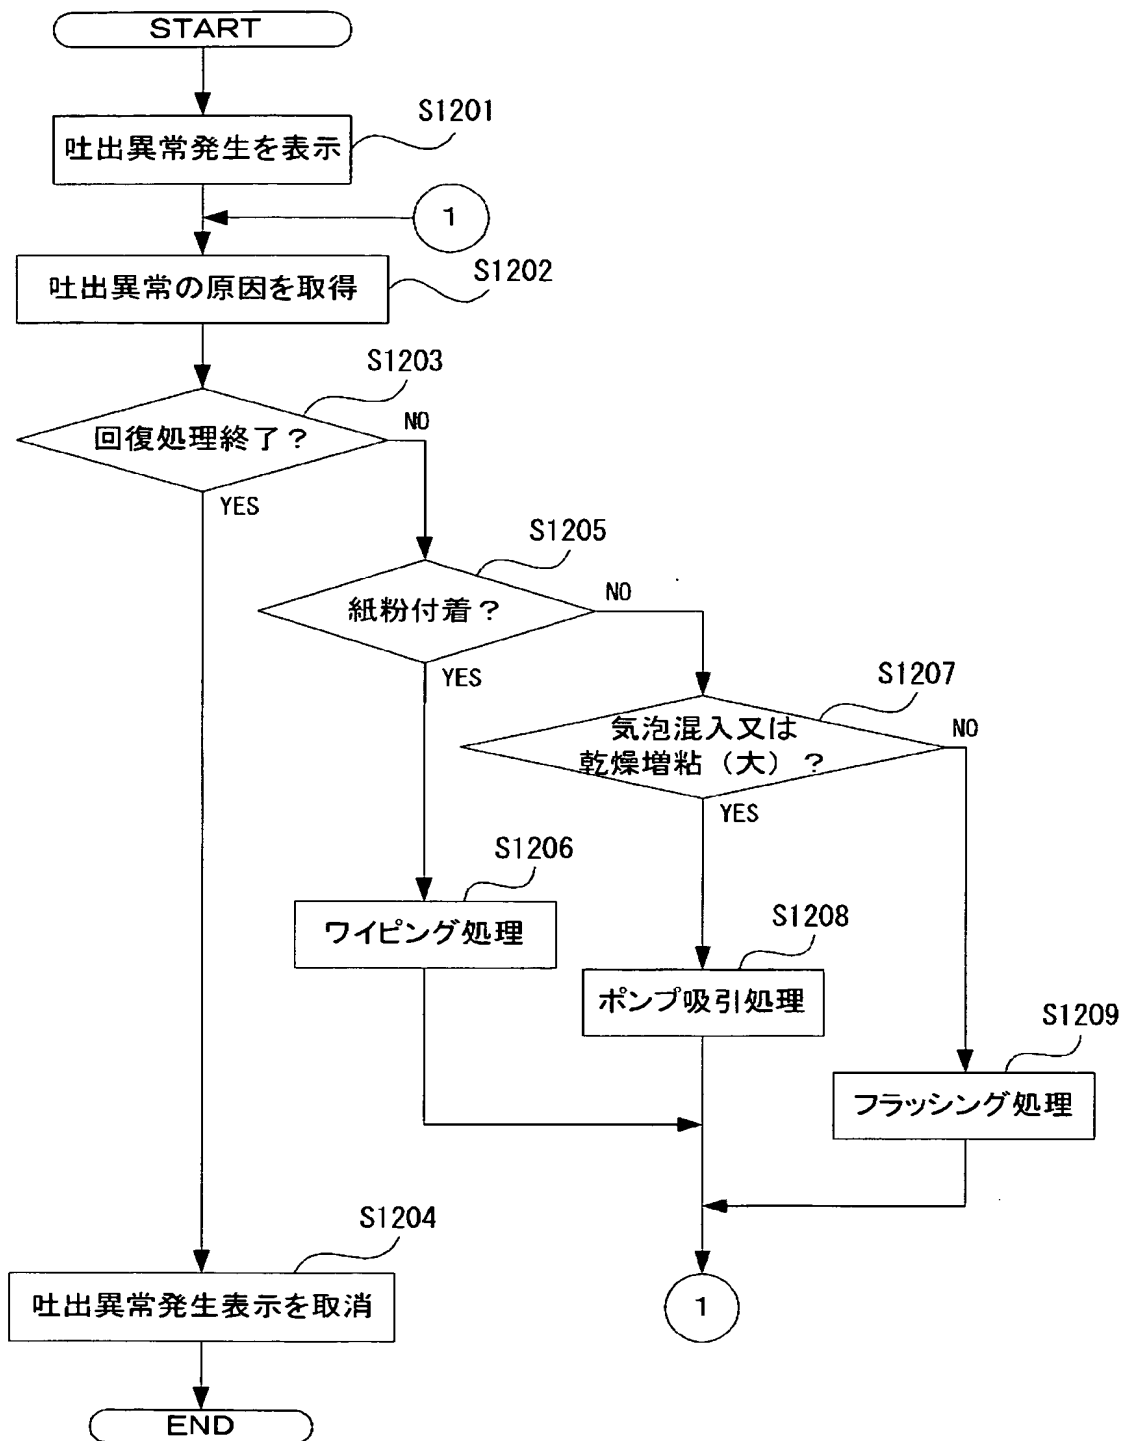 START
S1201
吐出異常発生を表示
1
S1202
吐出異常の原因を取得
S1203
回復処理終了？
NO
YES
S1205
紙粉付着？
NO
YES
S1207
気泡混入又は
乾燥増粘（大）？
NO
YES
S1206
ワイピング処理
S1208
ポンプ吸引処理
S1209
フラッシング処理
S1204
吐出異常発生表示を取消
1
END